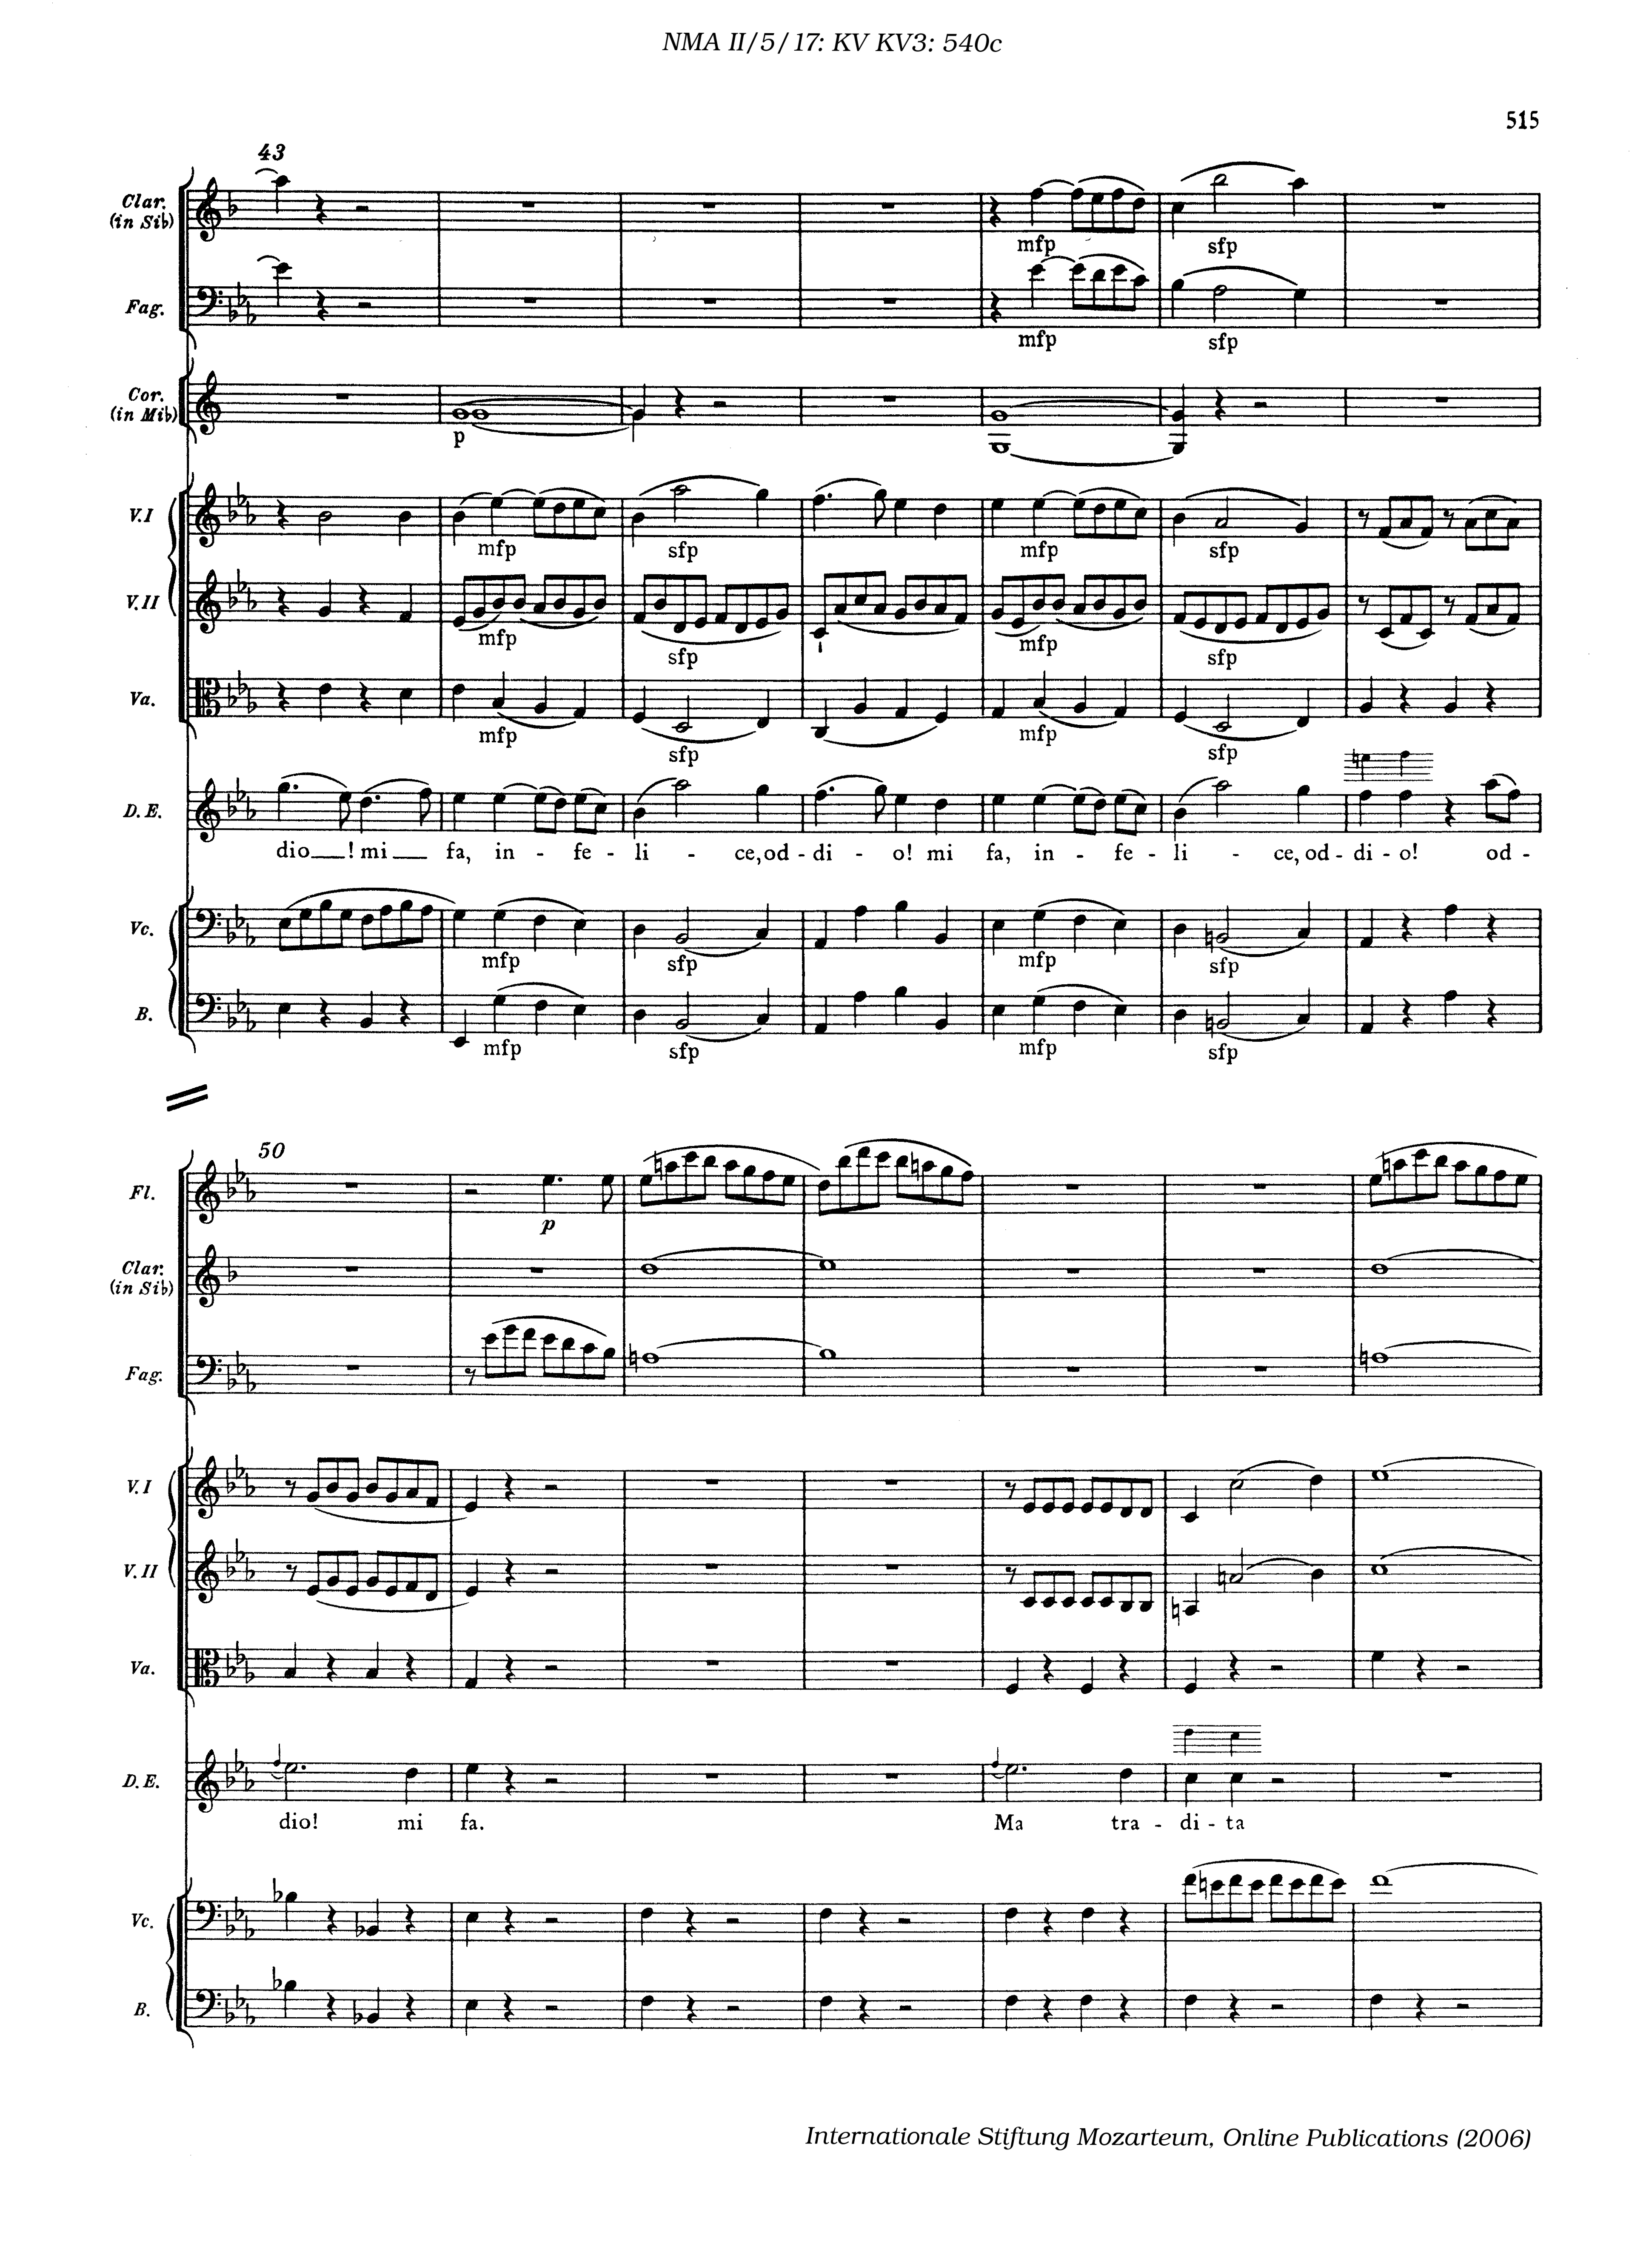 NMA II/5/17: KV KV3: 540c
515
43
Clar.
(in Sib)
mfp sfp
Fag.
mfp sfp
Cor.
(in Mib)
p
V.I
mfp sfp mfp sfp
V.II
mfp sfp mfp sfp
Va.
mfp sfp mfp sfp
D.E.
dio ! mi fa, in - fe - li - ce, od - di - o! mi fa, in - fe - li - ce, od - di - o! od -
Vc.
mfp sfp mfp sfp
B.
mfp sfp mfp sfp
50
Fl.
p
Clar.
(in Sib)
Fag.
V.I
V.II
Va.
D.E.
dio! mi fa. Ma tra - di - ta
Vc.
B.
Internationale Stiftung Mozarteum, Online Publications (2006)